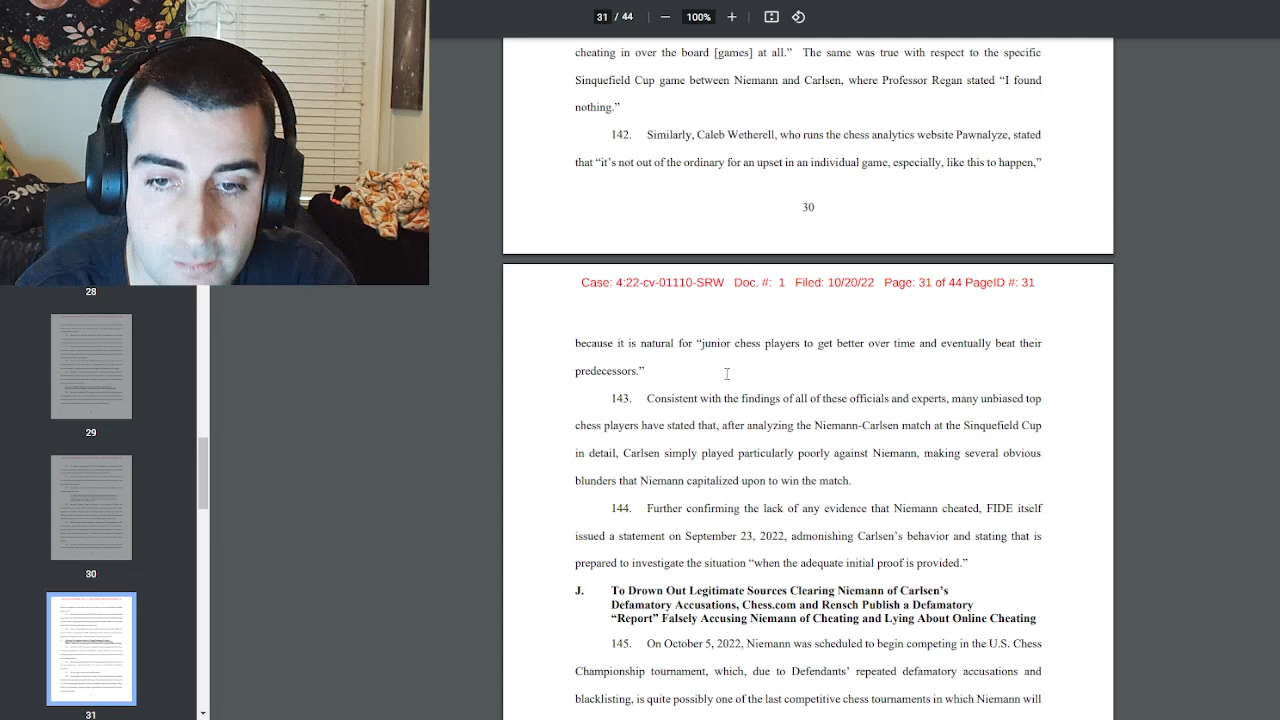 31 / 44
100%
cheating in over the board [games] at all.” The same was true with respect to the specific
Sinquefield Cup game between Niemann and Carlsen, where Professor Regan stated “I found
nothing.”
142. Similarly, Caleb Wetherell, who runs the chess analytics website Pawnalyze, stated
that “it’s not out of the ordinary for an upset in an individual game, especially, like this to happen,”
30
Case: 4:22-cv-01110-SRW Doc. #: 1 Filed: 10/20/22 Page: 31 of 44 PageID #: 31
because it is natural for “junior chess players to get better over time and eventually beat their
predecessors.”
143. Consistent with the findings of all of these officials and experts, many unbiased top
chess players have stated that, after analyzing the Niemann-Carlsen match at the Sinquefield Cup
in detail, Carlsen simply played particularly poorly against Niemann, making several obvious
blunders that Niemann capitalized upon to win the match.
144. Further confirming the lack of any evidence that Niemann cheated, FIDE itself
issued a statement on September 23, 2022, admonishing Carlsen’s behavior and stating that is
prepared to investigate the situation “when the adequate initial proof is provided.”
J. To Drown Out Legitimate Sources Clearing Niemann of Carlsen’s
Defamatory Accusations, Chess.com and Rensch Publish a Defamatory
“Report” Falsely Accusing Niemann of Cheating and Lying About Online Cheating
145. On October 5, 2022, Niemann was scheduled to begin competing in the U.S. Chess
Championship in St. Louis, which, due to Defendants’ repeated defamatory accusations and
blacklisting, is quite possibly one of the last competitive chess tournaments in which Niemann will
28
29
30
31